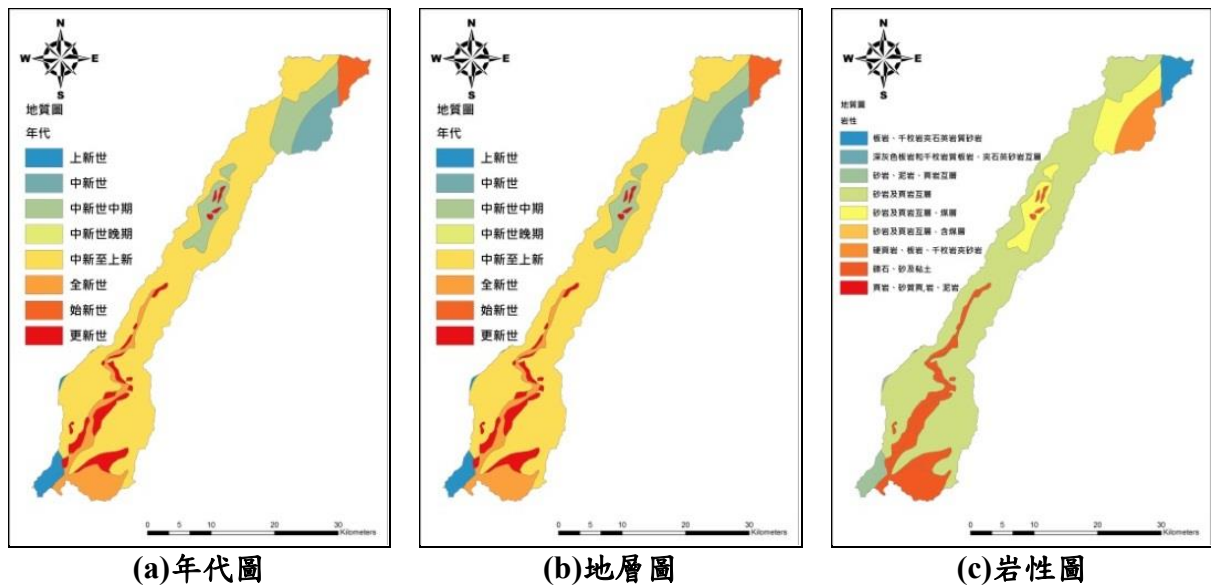 N
W E
S
地質圖
年代
上新世
中新世
中新世中期
中新世晚期
中新至上新
全新世
始新世
更新世
0 5 10 20 30
Kilometers
(a)年代圖
N
W E
S
地質圖
年代
上新世
中新世
中新世中期
中新世晚期
中新至上新
全新世
始新世
更新世
0 5 10 20 30
Kilometers
(b)地層圖
N
W E
S
地質圖
岩性
板岩、千枚岩夾石英岩質砂岩
深灰色板岩和千枚岩質板岩、夾石英砂岩互層
砂岩、泥岩、頁岩互層
砂岩及頁岩互層
砂岩及頁岩互層、煤層
砂岩及頁岩互層、含煤層
硬頁岩、板岩、千枚岩夾砂岩
礫石、砂及粘土
頁岩、砂質頁,岩、泥岩
0 5 10 20 30
Kilometers
(c)岩性圖